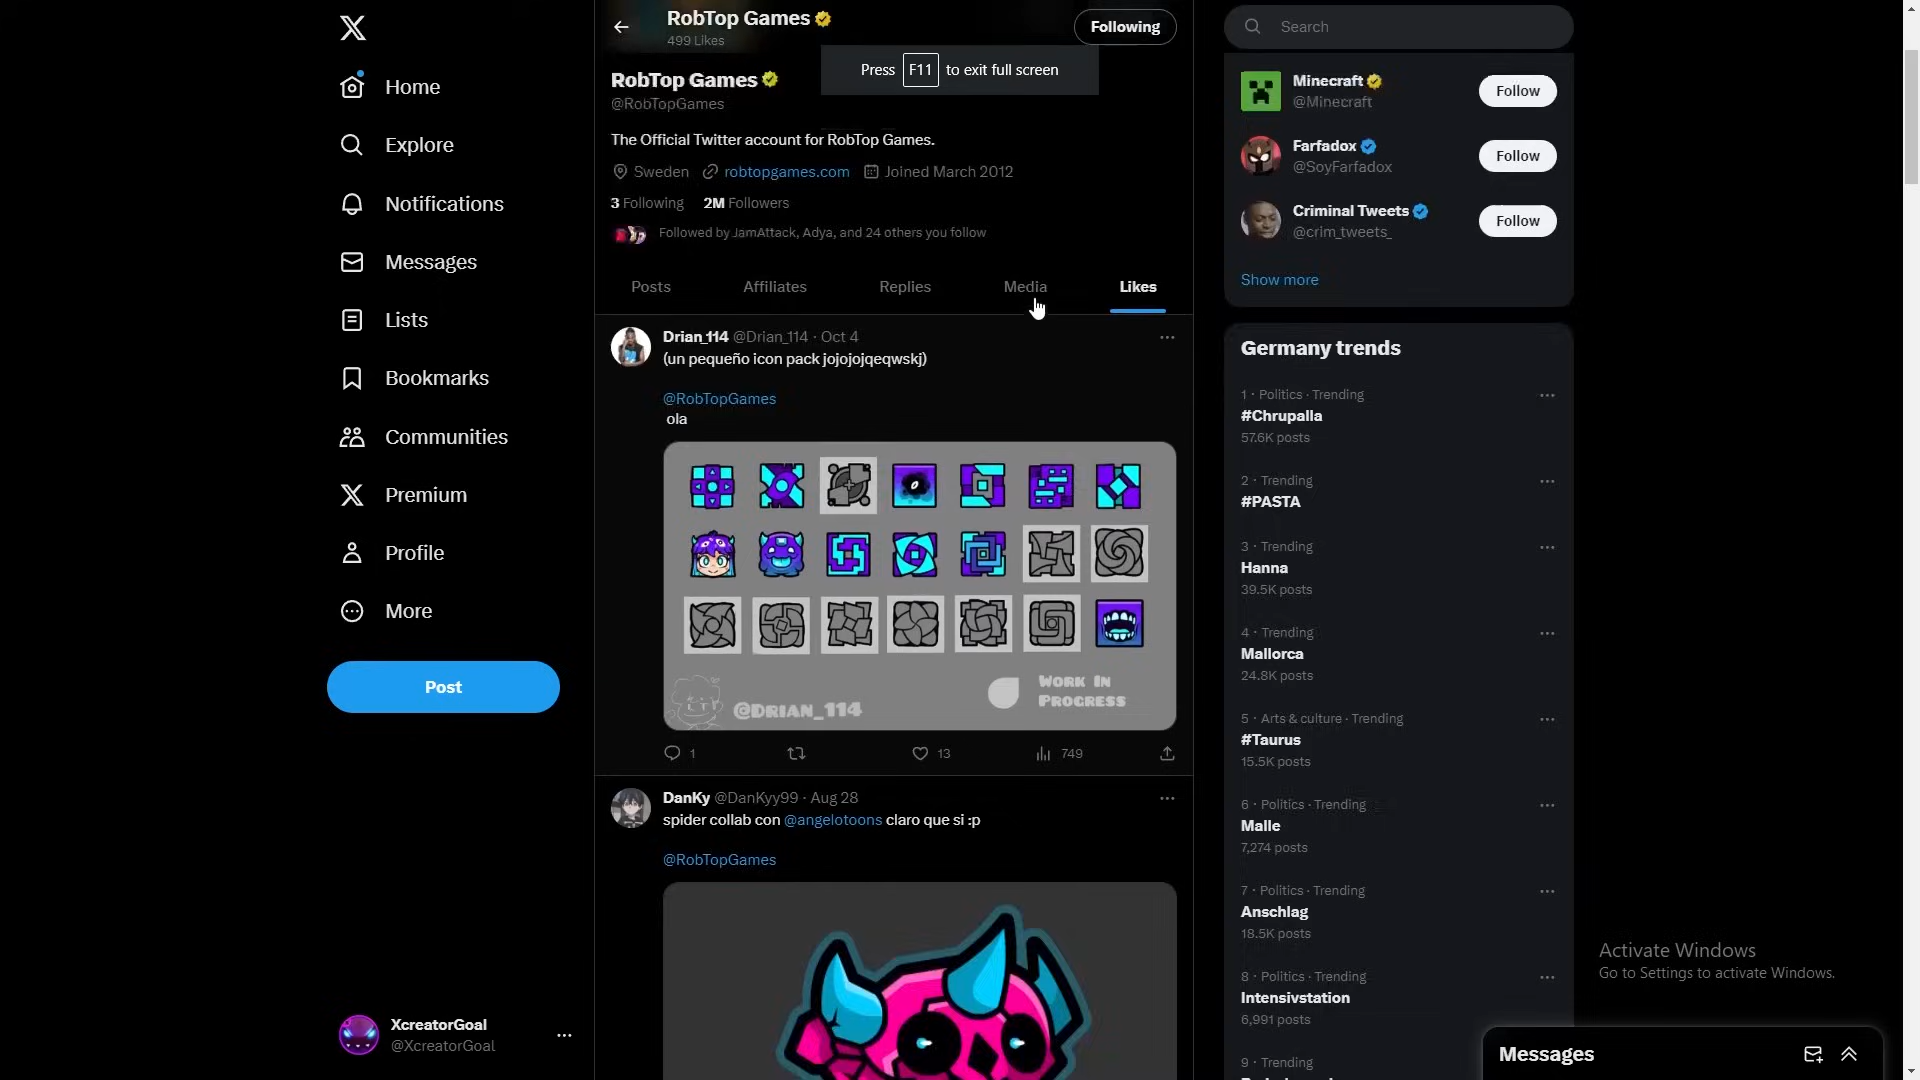 Home
Explore
Notifications
Messages
Lists
Bookmarks
Communities
Premium
Profile
More
Post
XcreatorGoal
@XcreatorGoal
RobTop Games
499 Likes
Following
Press F11 to exit full screen
RobTop Games
@RobTopGames
The Official Twitter account for RobTop Games.
Sweden robtopgames.com Joined March 2012
3 Following 2M Followers
Followed by JamAttack, Adya, and 24 others you follow
Posts Affiliates Replies Media Likes
Drian_114 @Drian_114 · Oct 4
(un pequeño icon pack jojojojqeqwskj)
@RobTopGames
ola
@DRIAN_114
WORK IN
PROGRESS
1 13 749
DanKy @DanKyy99 · Aug 28
spider collab con @angelotoons claro que si :p
@RobTopGames
Search
Minecraft
@Minecraft
Follow
Farfadox
@SoyFarfadox
Follow
Criminal Tweets
@crim_tweets_
Follow
Show more
Germany trends
1 · Politics · Trending
#Chrupalla
57.6K posts
2 · Trending
#PASTA
3 · Trending
Hanna
39.5K posts
4 · Trending
Mallorca
24.8K posts
5 · Arts & culture · Trending
#Taurus
15.5K posts
6 · Politics · Trending
Malle
7,274 posts
7 · Politics · Trending
Anschlag
18.5K posts
8 · Politics · Trending
Intensivstation
6,991 posts
9 · Trending
Activate Windows
Go to Settings to activate Windows.
Messages